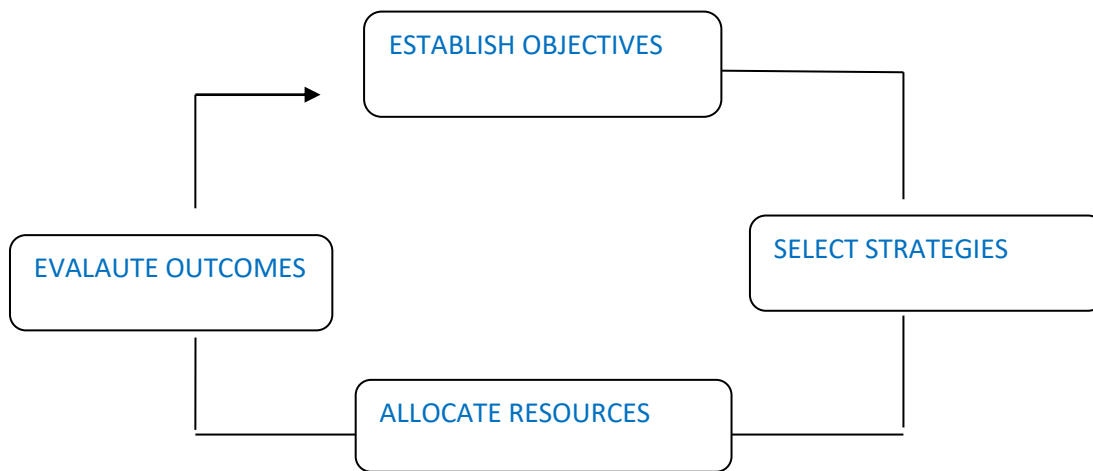 ESTABLISH OBJECTIVES
SELECT STRATEGIES
EVALAUTE OUTCOMES
ALLOCATE RESOURCES